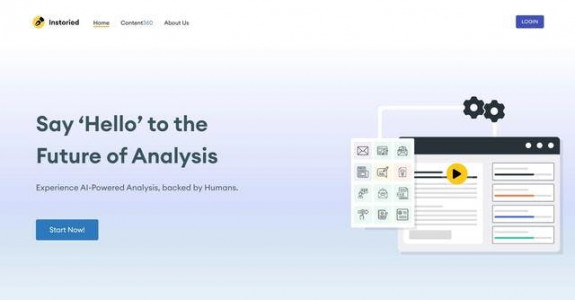 Instoried
Home
Content360
About Us
LOGIN
Say ‘Hello’ to the
Future of Analysis
Experience AI-Powered Analysis, backed by Humans.
Start Now!